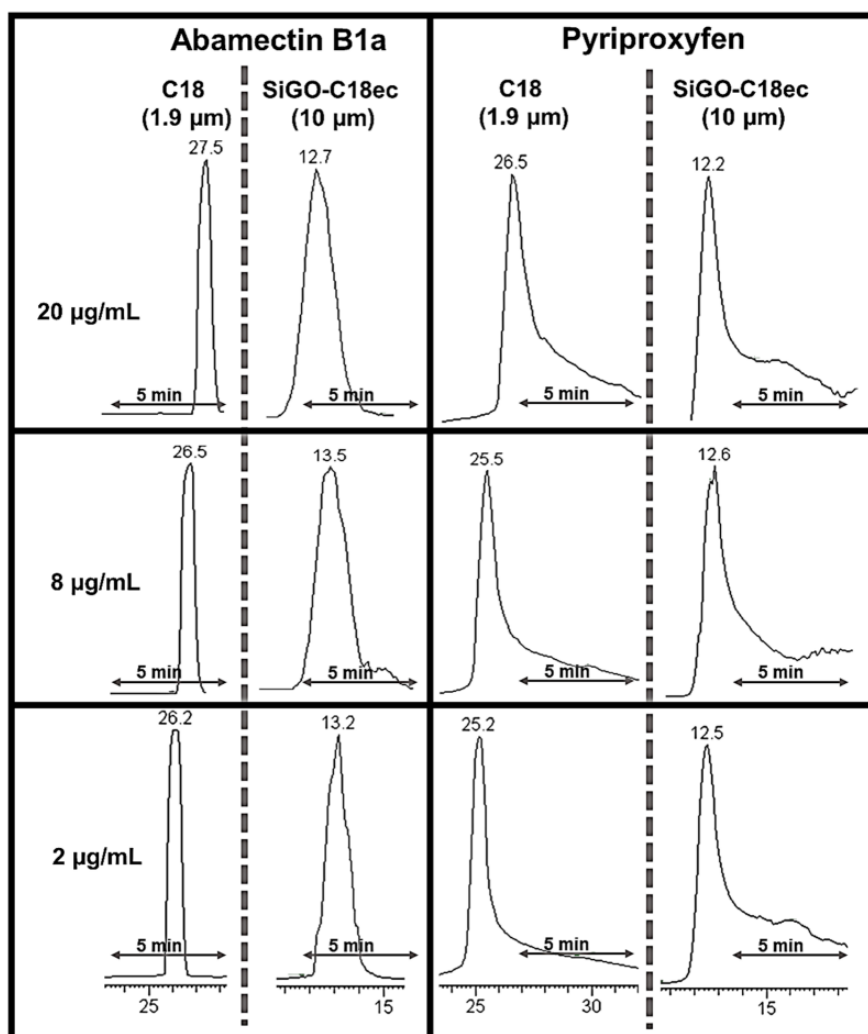 Abamectin B1a
Pyriproxyfen
C18
(1.9 µm)
SiGO-C18ec
(10 µm)
C18
(1.9 µm)
SiGO-C18ec
(10 µm)
20 µg/mL
27.5
5 min
12.7
5 min
26.5
5 min
12.2
5 min
8 µg/mL
26.5
5 min
13.5
5 min
25.5
5 min
12.6
5 min
2 µg/mL
26.2
5 min
13.2
5 min
25.2
5 min
12.5
5 min
25
15
25 30
15